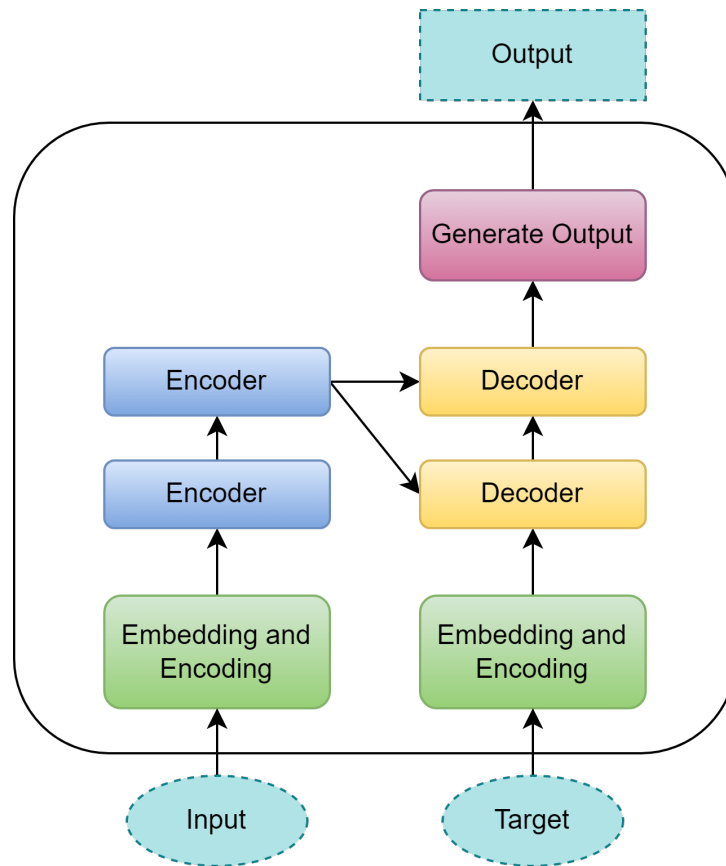 Output
Generate Output
Encoder
Decoder
Encoder
Decoder
Embedding and
Encoding
Embedding and
Encoding
Input
Target